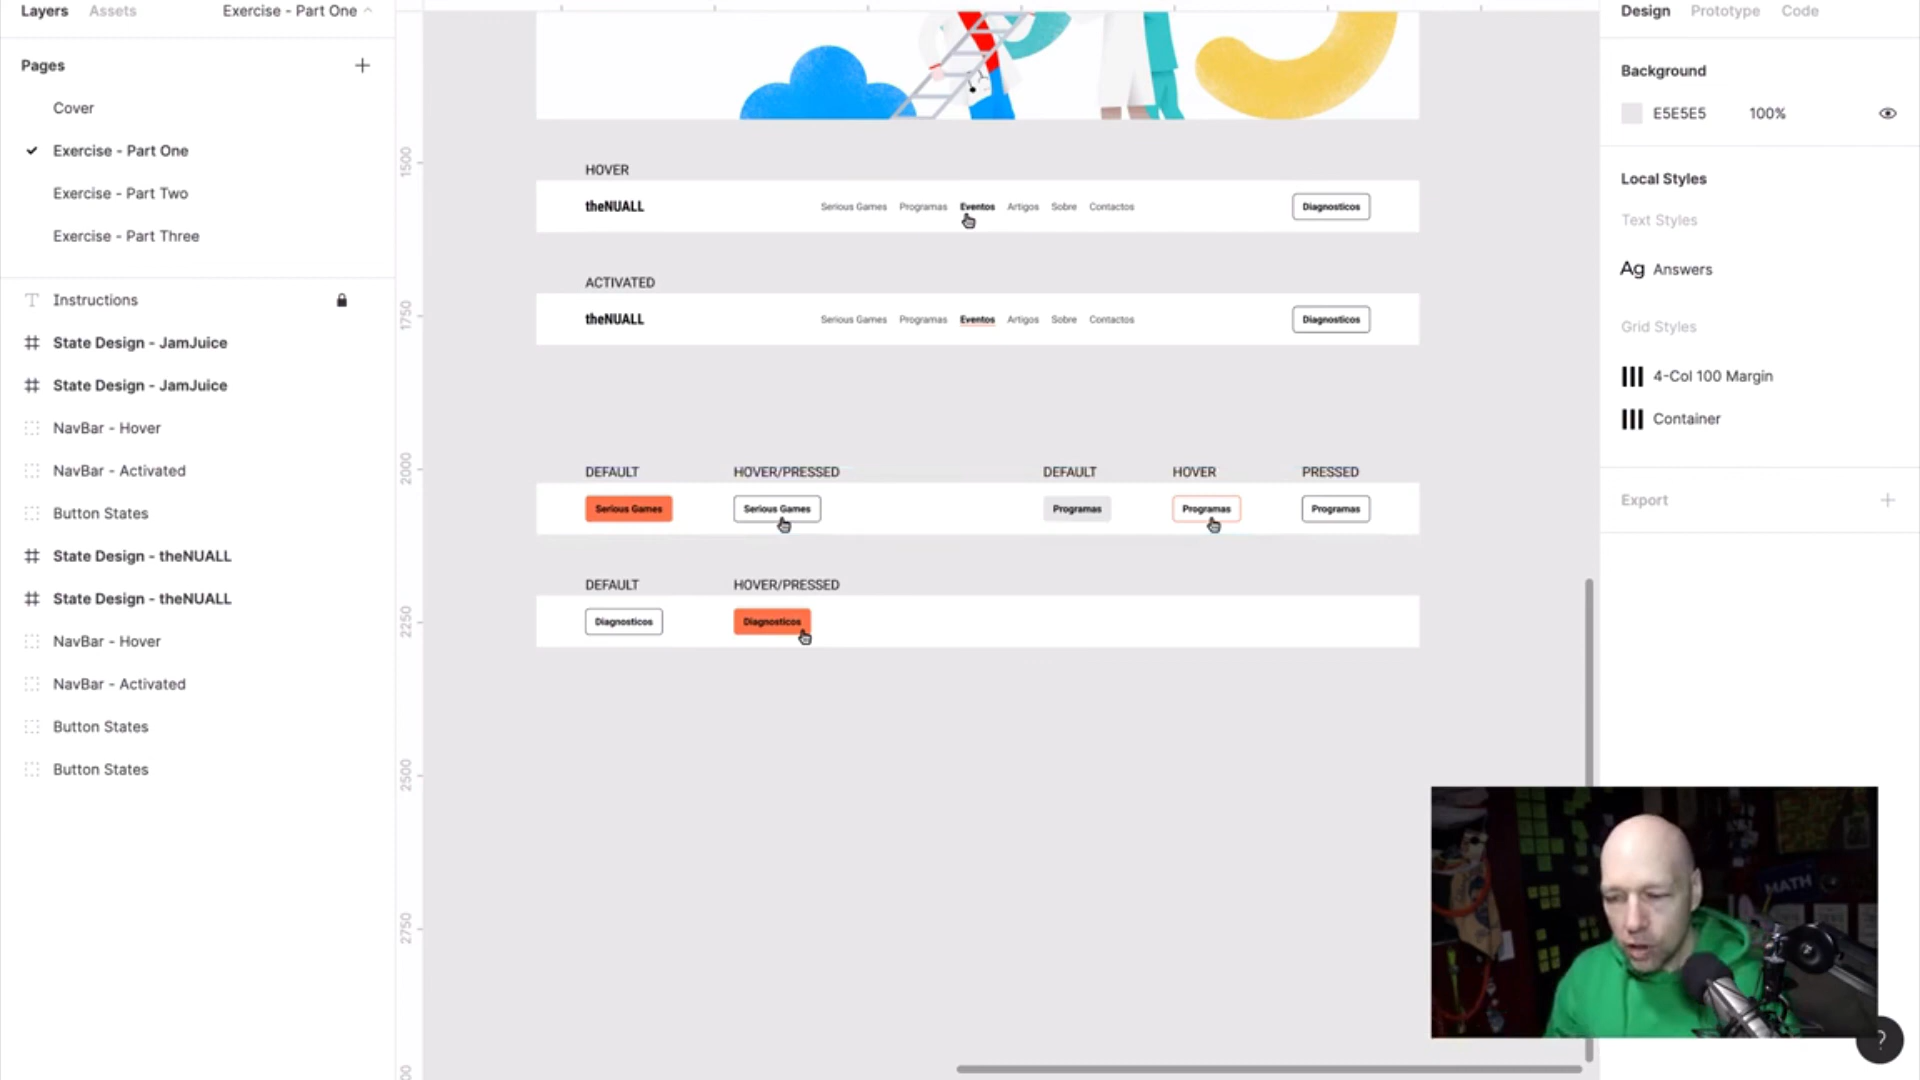 Layers Assets Exercise - Part One
Pages
Cover
Exercise - Part One
Exercise - Part Two
Exercise - Part Three
Instructions
State Design - JamJuice
State Design - JamJuice
NavBar - Hover
NavBar - Activated
Button States
State Design - theNUALL
State Design - theNUALL
NavBar - Hover
NavBar - Activated
Button States
Button States
1500
1750
2000
2250
2500
2750
HOVER
theNUALL Serious Games Programas Eventos Artigos Sobre Contactos Diagnosticos
ACTIVATED
theNUALL Serious Games Programas Eventos Artigos Sobre Contactos Diagnosticos
DEFAULT HOVER/PRESSED DEFAULT HOVER PRESSED
Serious Games Serious Games Programas Programas Programas
DEFAULT HOVER/PRESSED
Diagnosticos Diagnosticos
Design Prototype Code
Background
E5E5E5 100%
Local Styles
Text Styles
Ag Answers
Grid Styles
4-Col 100 Margin
Container
Export
MATH
?